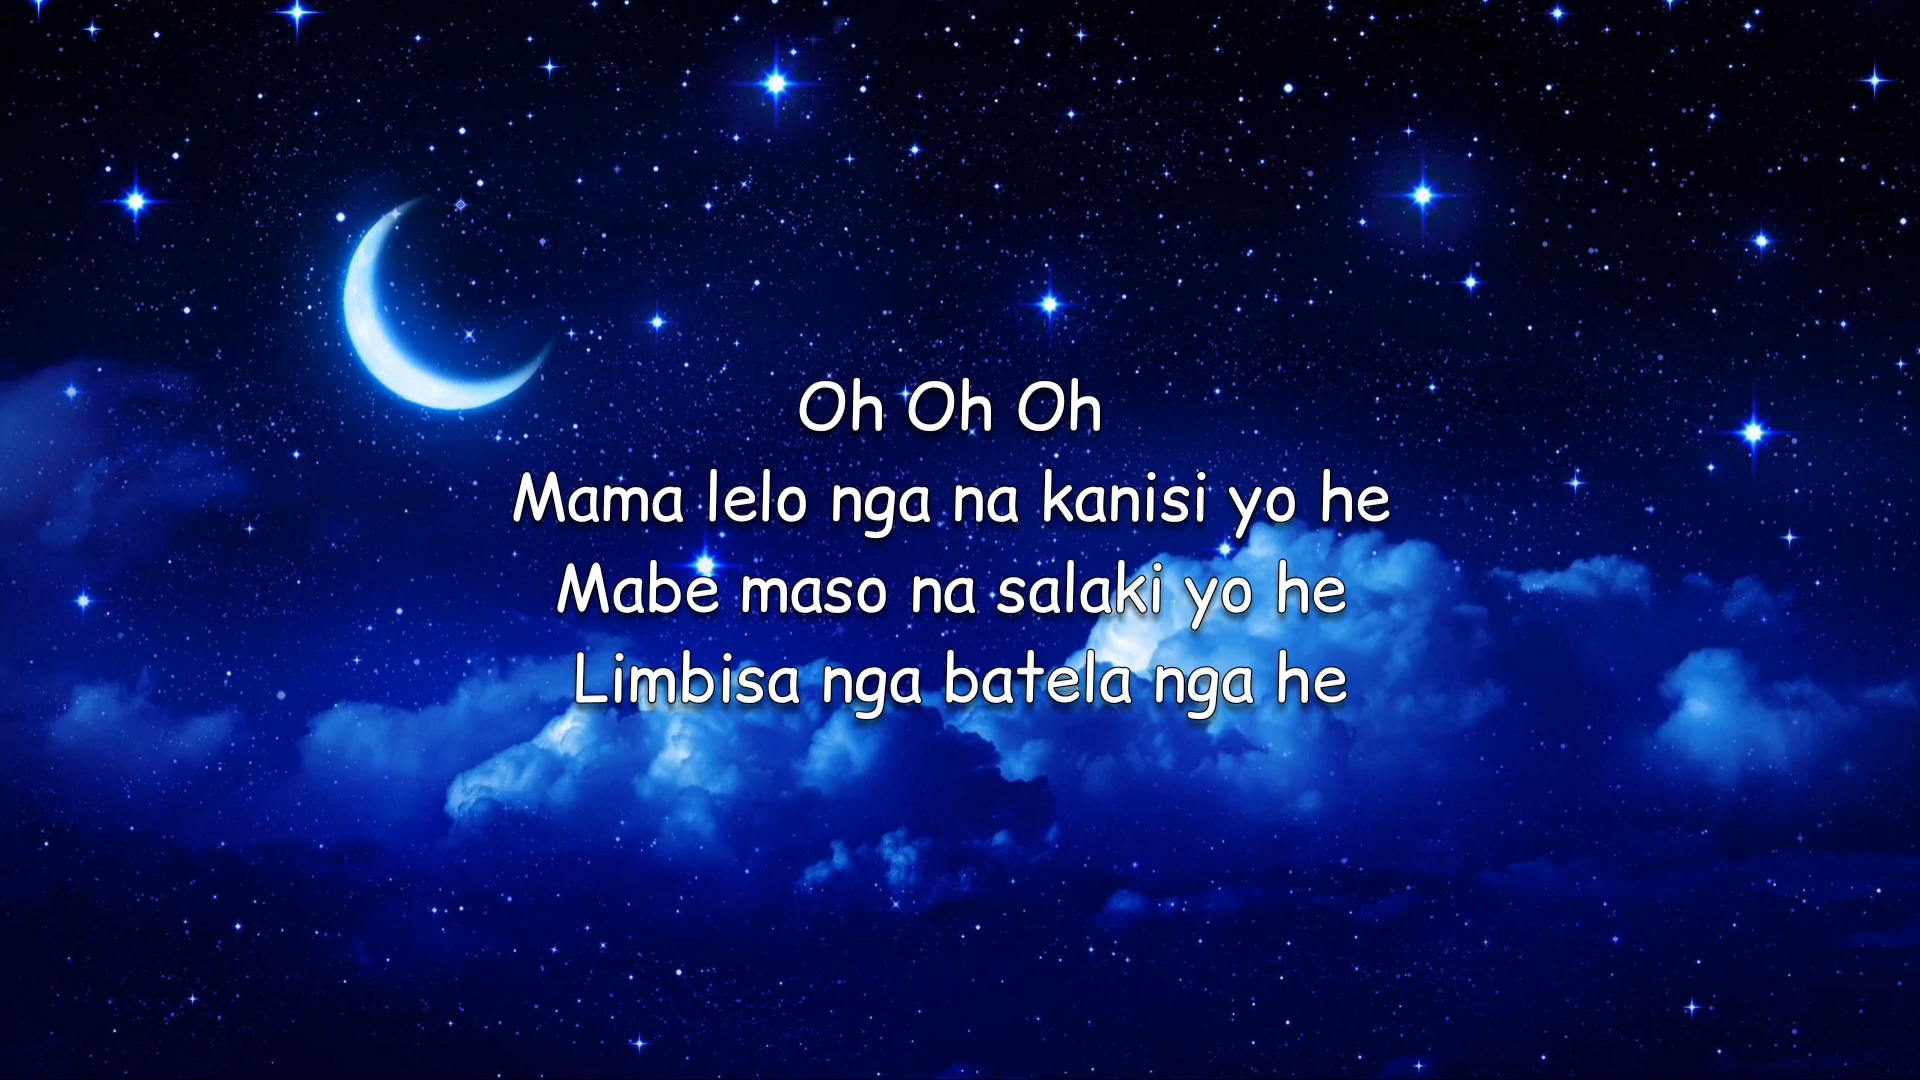 Oh Oh Oh
Mama lelo nga na kanisi yo he
Mabe maso na salaki yo he
Limbisa nga batela nga he